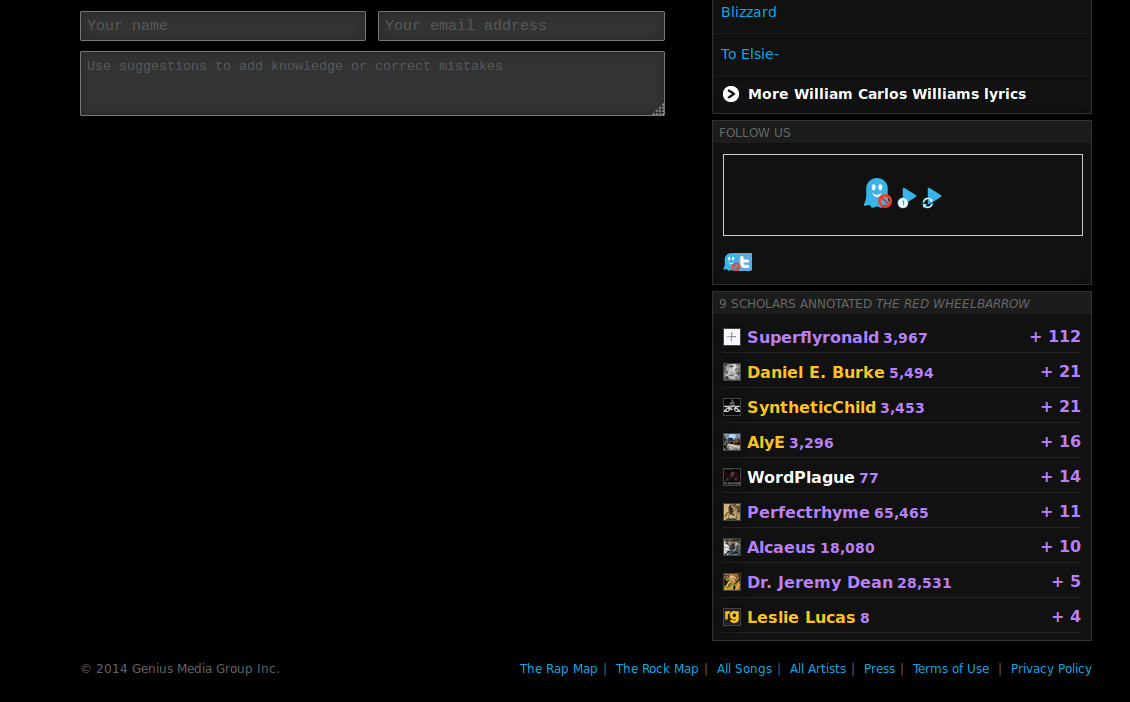 Your name
Your email address
Use suggestions to add knowledge or correct mistakes
Blizzard
To Elsie-
More William Carlos Williams lyrics
FOLLOW US
9 SCHOLARS ANNOTATED THE RED WHEELBARROW
Superflyronald 3,967 + 112
Daniel E. Burke 5,494 + 21
SyntheticChild 3,453 + 21
AlyE 3,296 + 16
WordPlague 77 + 14
Perfectrhyme 65,465 + 11
Alcaeus 18,080 + 10
Dr. Jeremy Dean 28,531 + 5
rg Leslie Lucas 8 + 4
© 2014 Genius Media Group Inc.
The Rap Map | The Rock Map | All Songs | All Artists | Press | Terms of Use | Privacy Policy